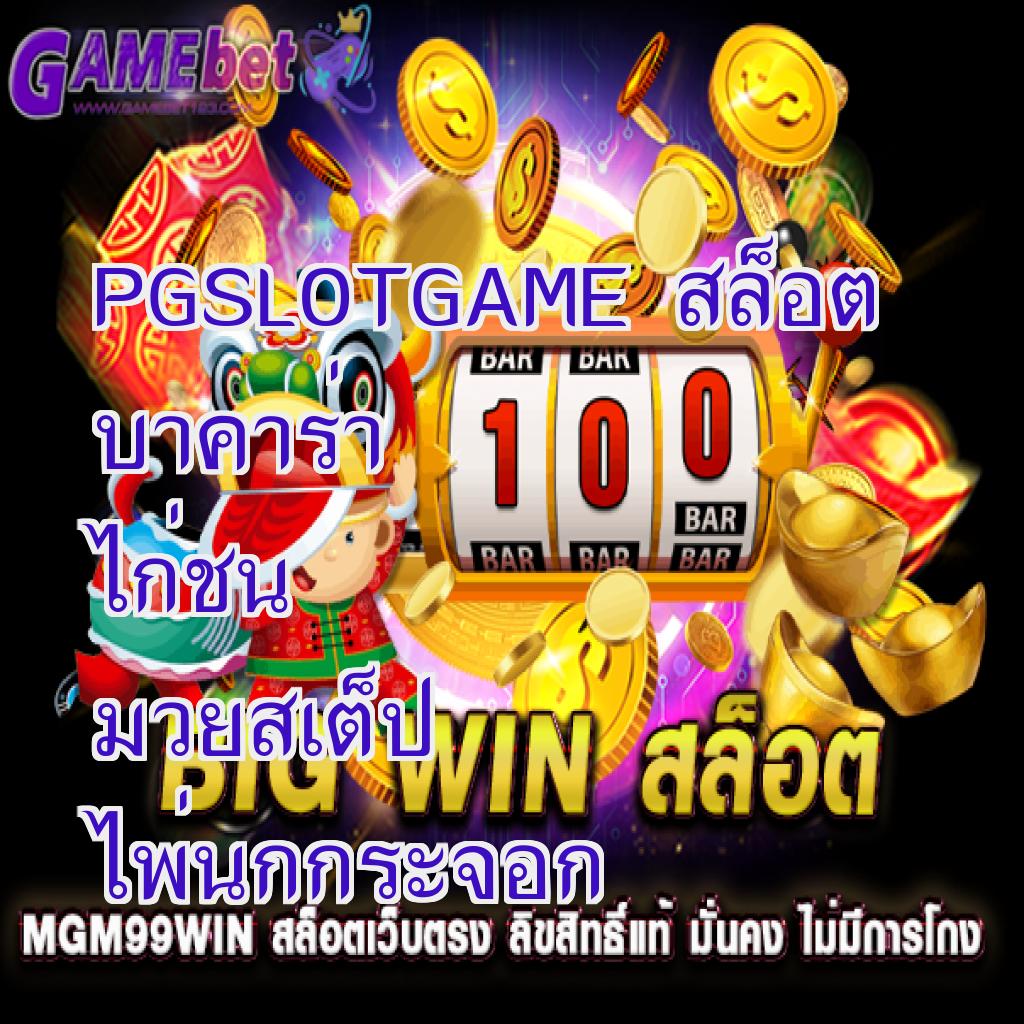 GAMEbet
PGSLOTGAME สล็อต
บาคาร่า
ไก่ชน
มวยสเต็ป
ไพ่นกกระจอก
BAR BAR
1 0 0
BAR
BAR BAR BAR
BIG WIN สล็อต
MGM99WIN สล็อตเว็บตรง ลิขสิทธิ์แท้ มั่นคง ไม่มีการโกง